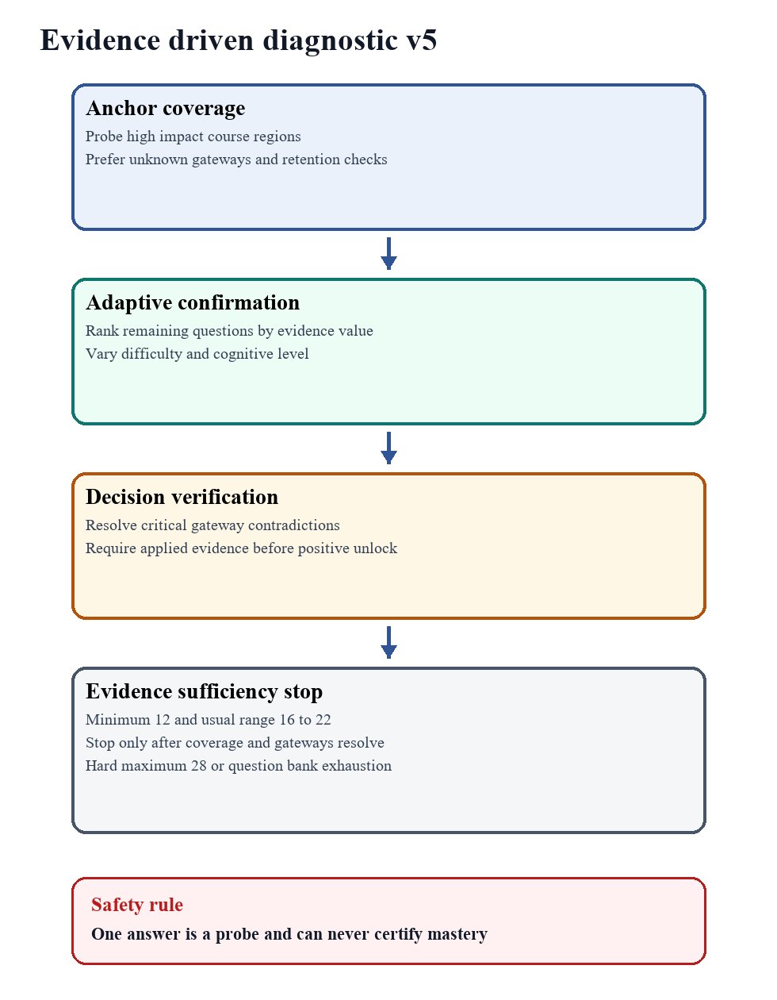 Evidence driven diagnostic v5
Anchor coverage
Probe high impact course regions
Prefer unknown gateways and retention checks
Adaptive confirmation
Rank remaining questions by evidence value
Vary difficulty and cognitive level
Decision verification
Resolve critical gateway contradictions
Require applied evidence before positive unlock
Evidence sufficiency stop
Minimum 12 and usual range 16 to 22
Stop only after coverage and gateways resolve
Hard maximum 28 or question bank exhaustion
Safety rule
One answer is a probe and can never certify mastery